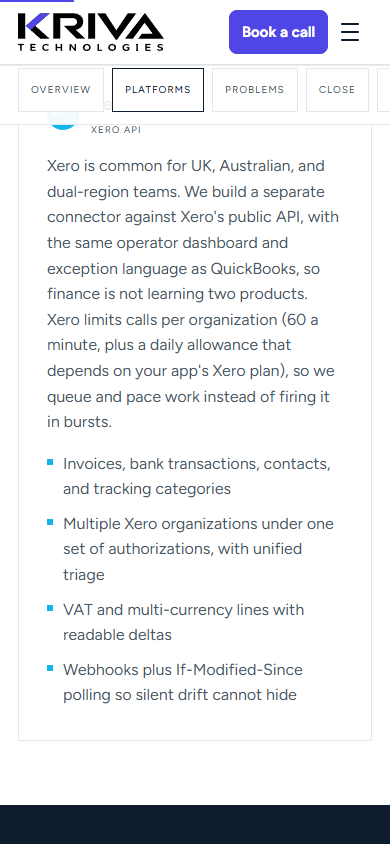 KRIVA
TECHNOLOGIES
Book a call
OVERVIEW
PLATFORMS
PROBLEMS
CLOSE
XERO API
Xero is common for UK, Australian, and
dual-region teams. We build a separate
connector against Xero's public API, with
the same operator dashboard and
exception language as QuickBooks, so
finance is not learning two products.
Xero limits calls per organization (60 a
minute, plus a daily allowance that
depends on your app's Xero plan), so we
queue and pace work instead of firing it
in bursts.
Invoices, bank transactions, contacts,
and tracking categories
Multiple Xero organizations under one
set of authorizations, with unified
triage
VAT and multi-currency lines with
readable deltas
Webhooks plus If-Modified-Since
polling so silent drift cannot hide